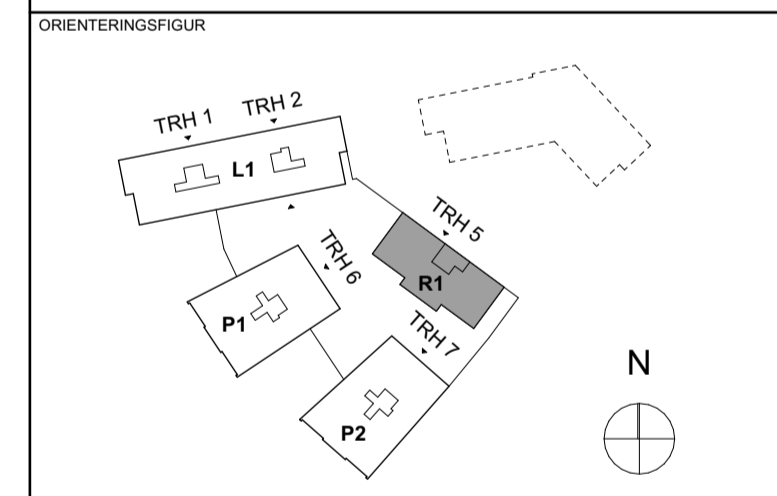 ORIENTERINGSFIGUR
TRH 1
TRH 2
L1
TRH 5
TRH 6
R1
P1
TRH 7
N
P2